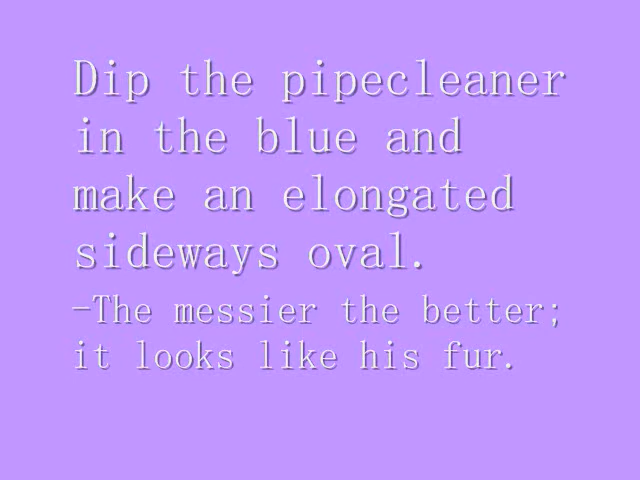 Dip the pipecleaner
in the blue and
make an elongated
sideways oval.
-The messier the better;
it looks like his fur.